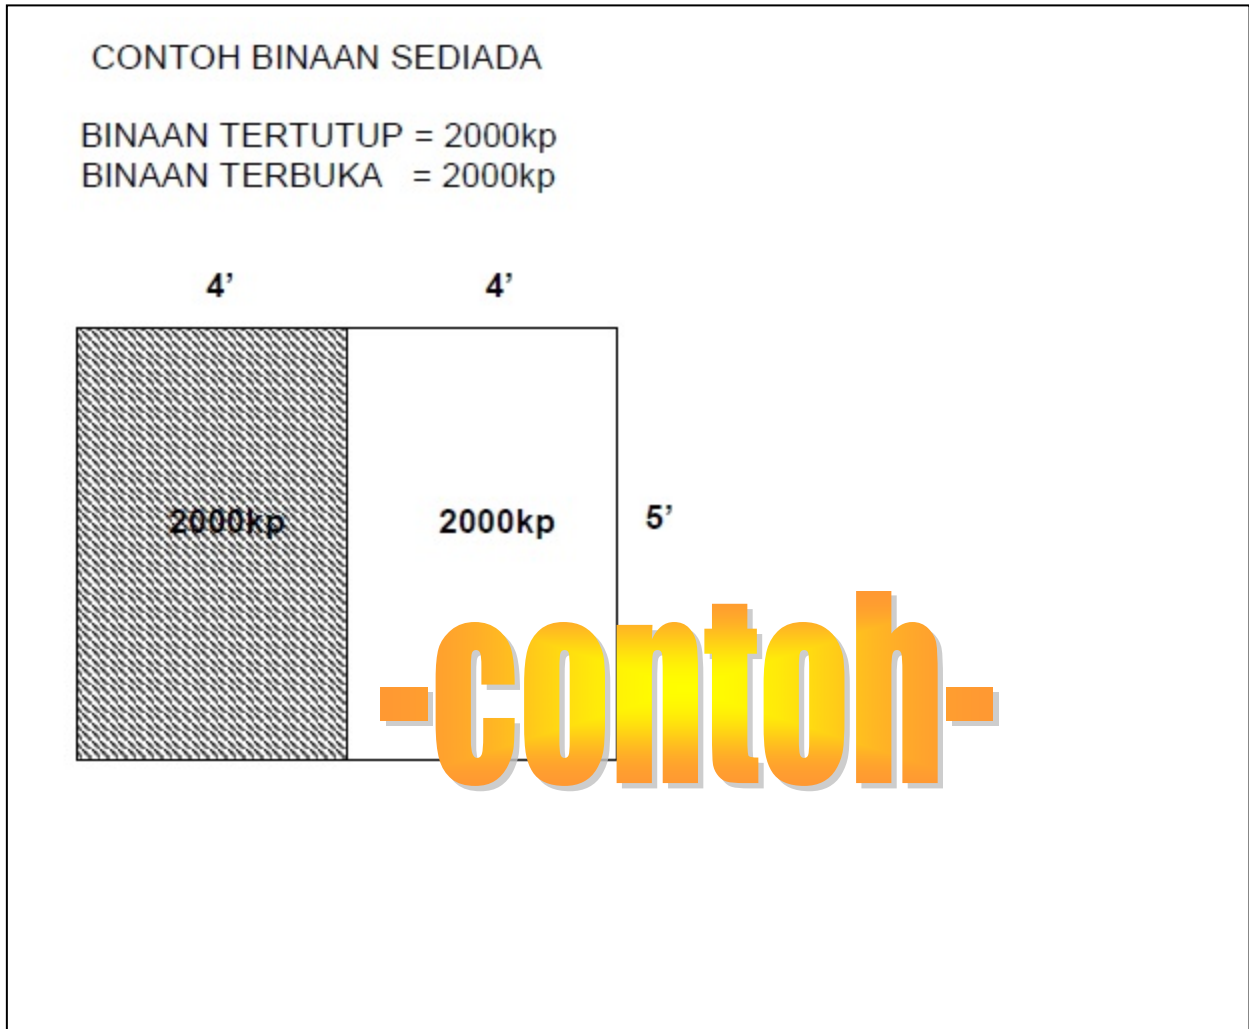 CONTOH BINAAN SEDIADA
BINAAN TERTUTUP = 2000kp
BINAAN TERBUKA = 2000kp
4’ 4’
2000kp 2000kp 5’
-contoh-